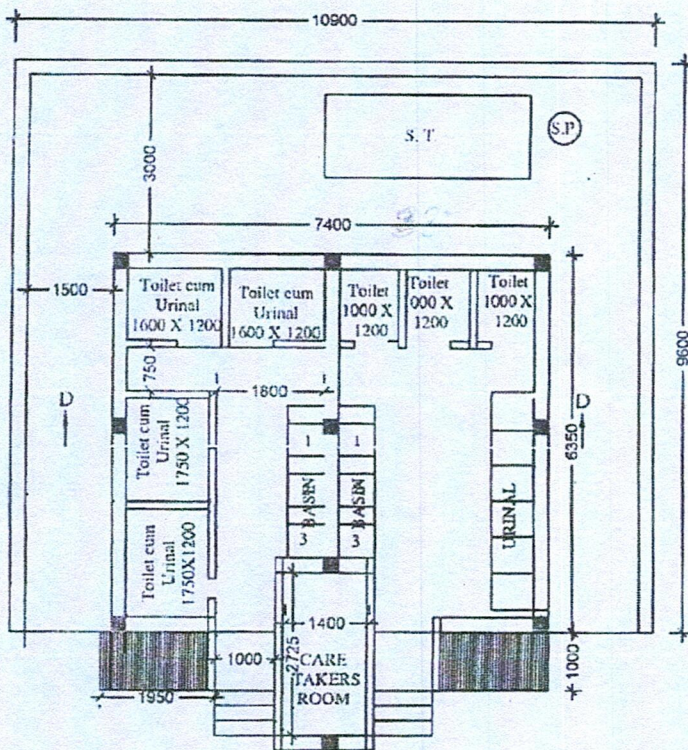 10900
S. T.
S.P
3000
7400
1500
Toilet cum
Urinal
1600 X 1200
Toilet cum
Urinal
1600 X 1200
Toilet
1000 X
1200
Toilet
000 X
1200
Toilet
1000 X
1200
750
1800
D
D
9600
6350
Toilet cum
Urinal
1750 X 1200
Toilet cum
Urinal
1750X1200
1
BASIN
3
1
BASIN
3
URINAL
1400
1000
2725
CARE
TAKERS
ROOM
1950
1000